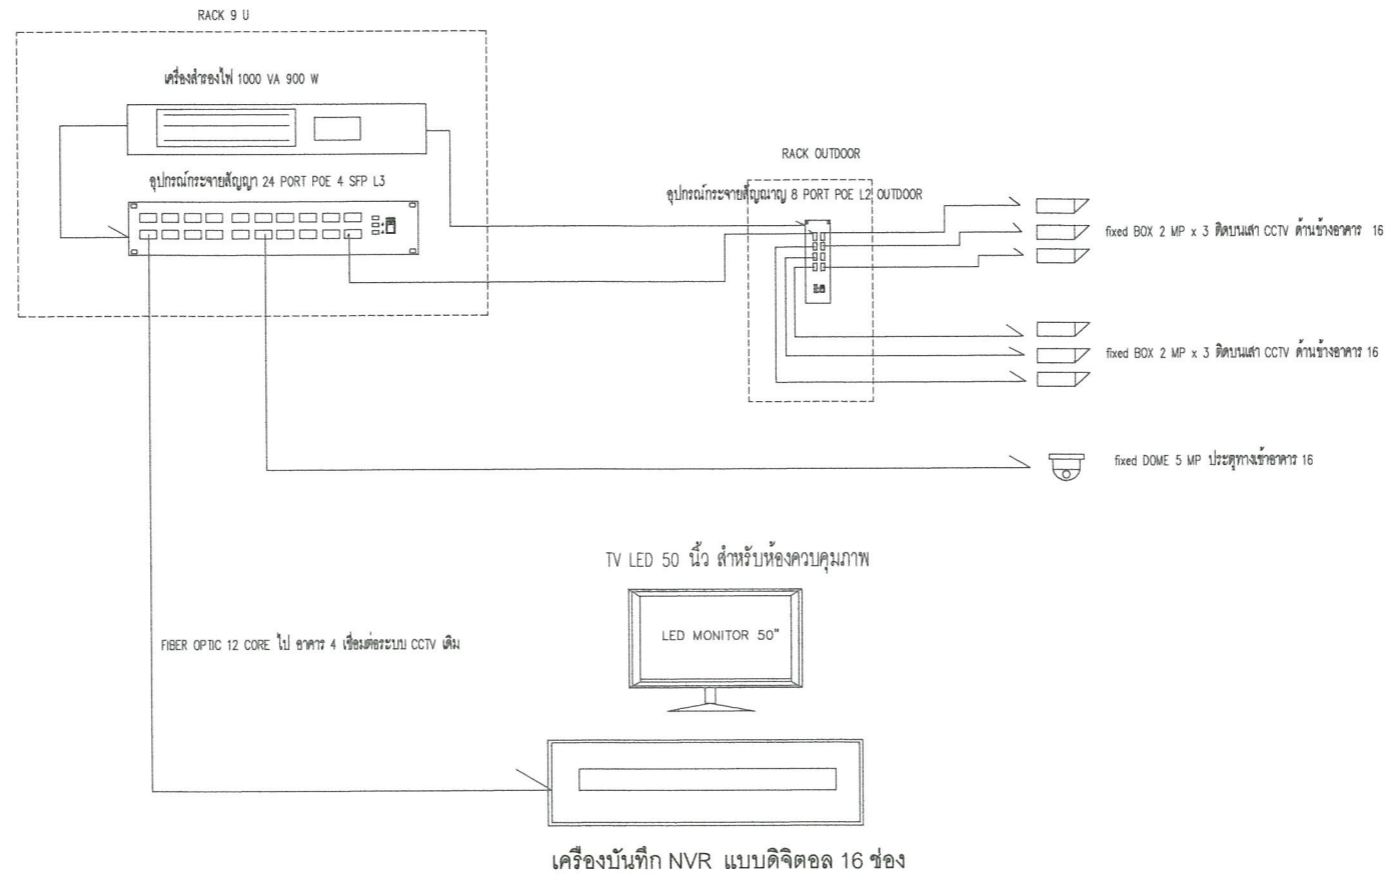 RACK 9 U
เครื่องสำรองไฟ 1000 VA 900 W
อุปกรณ์กระจายสัญญา 24 PORT POE 4 SFP L3
RACK OUTDOOR
อุปกรณ์กระจายสัญณาญ 8 PORT POE L2 OUTDOOR
fixed BOX 2 MP x 3 ติดบนเสา CCTV ด้านข้างอาคาร 16
fixed BOX 2 MP x 3 ติดบนเสา CCTV ด้านข้างอาคาร 16
fixed DOME 5 MP ประตูทางเข้าอาคาร 16
TV LED 50 นิ้ว สำหรับห้องควบคุมภาพ
LED MONITOR 50"
FIBER OPTIC 12 CORE ไป อาคาร 4 เชื่อมต่อระบบ CCTV เดิม
เครื่องบันทึก NVR แบบดิจิตอล 16 ช่อง